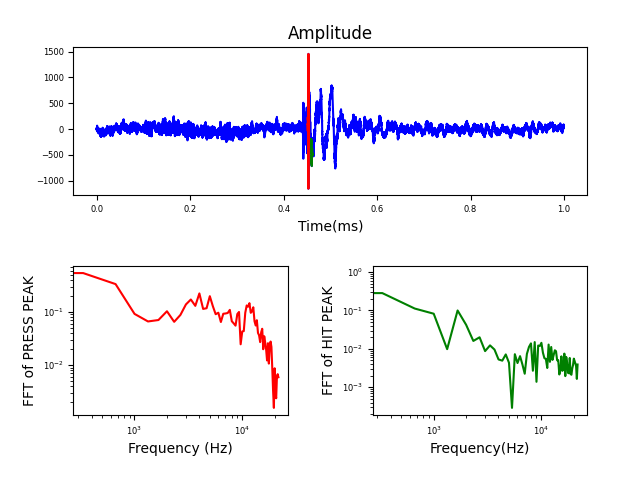 Amplitude
1500
1000
500
0
−500
−1000
0.0 0.2 0.4 0.6 0.8 1.0
Time(ms)
FFT of PRESS PEAK
10⁻¹
10⁻²
10³ 10⁴
Frequency (Hz)
FFT of HIT PEAK
10⁰
10⁻¹
10⁻²
10⁻³
10³ 10⁴
Frequency(Hz)